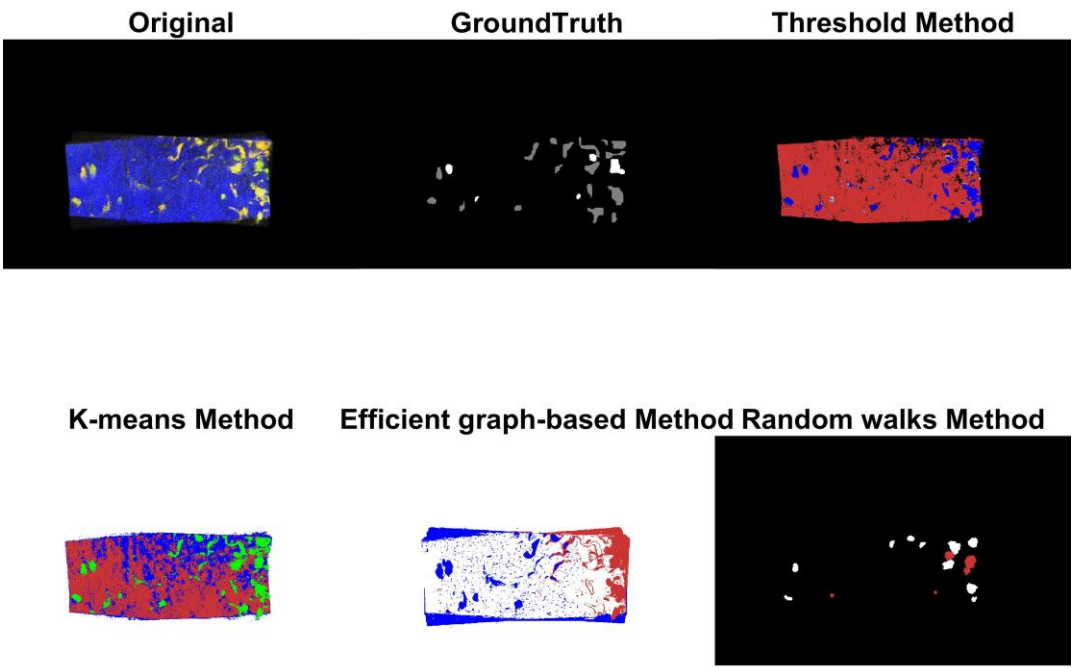 Original
GroundTruth
Threshold Method
K-means Method
Efficient graph-based Method
Random walks Method